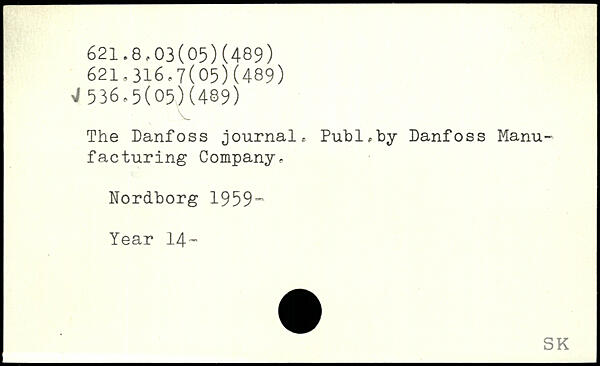 621.8.03(05)(489)
621.316.7(05)(489)
√ 536.5(05)(489)
The Danfoss journal. Publ.by Danfoss Manu-
facturing Company.
Nordborg 1959-
Year 14-
SK